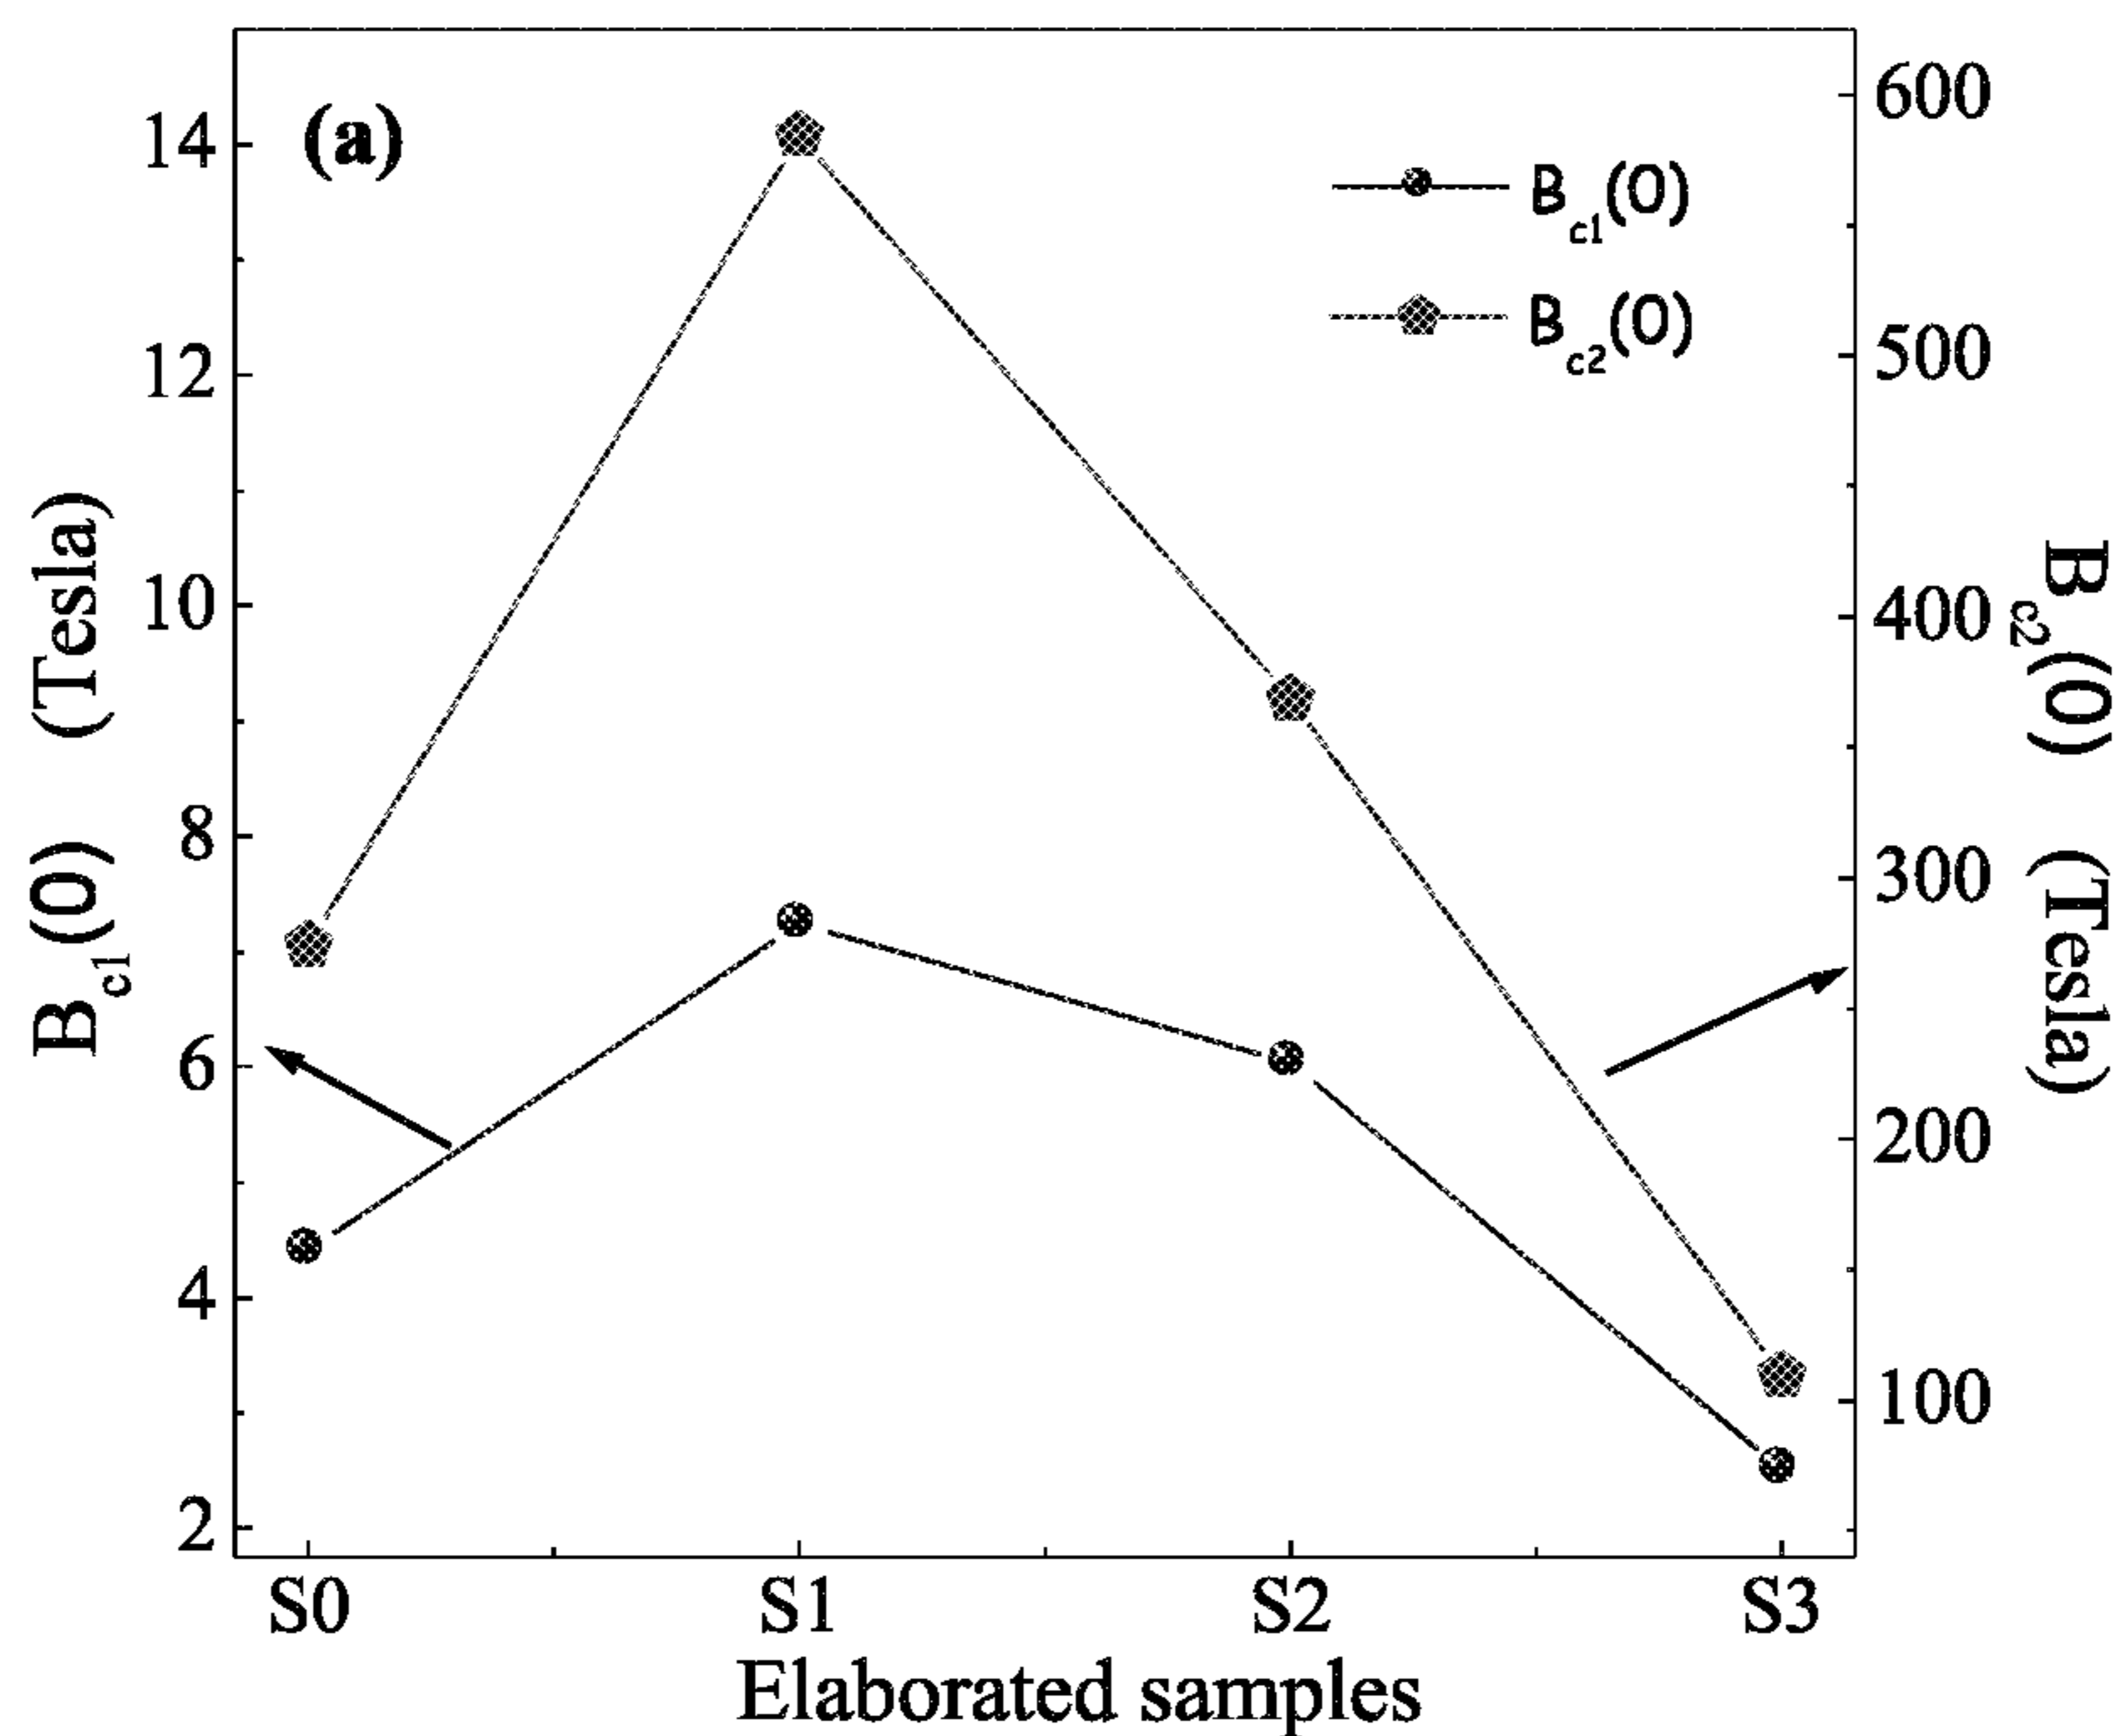 (a)
B_c1(0)
B_c2(0)
B_c1(0) (Tesla)
14
12
10
8
6
4
2
600
500
400
300
200
100
B_c2(0) (Tesla)
S0 S1 S2 S3
Elaborated samples